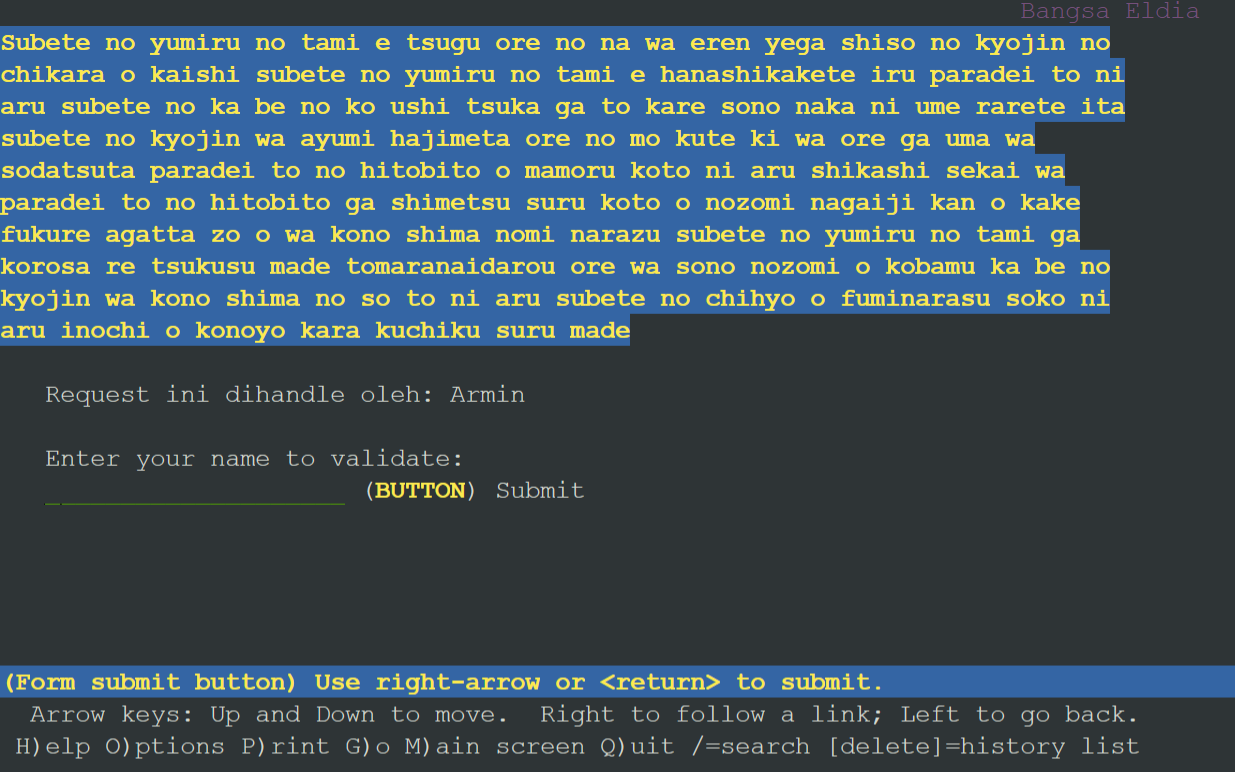 Bangsa Eldia
Subete no yumiru no tami e tsugu ore no na wa eren yega shiso no kyojin no
chikara o kaishi subete no yumiru no tami e hanashikakete iru paradei to ni
aru subete no ka be no ko ushi tsuka ga to kare sono naka ni ume rarete ita
subete no kyojin wa ayumi hajimeta ore no mo kute ki wa ore ga uma wa
sodatsuta paradei to no hitobito o mamoru koto ni aru shikashi sekai wa
paradei to no hitobito ga shimetsu suru koto o nozomi nagaiji kan o kake
fukure agatta zo o wa kono shima nomi narazu subete no yumiru no tami ga
korosa re tsukusu made tomaranaidarou ore wa sono nozomi o kobamu ka be no
kyojin wa kono shima no so to ni aru subete no chihyo o fuminarasu soko ni
aru inochi o konoyo kara kuchiku suru made
Request ini dihandle oleh: Armin
Enter your name to validate:
____________________ (BUTTON) Submit
(Form submit button) Use right-arrow or <return> to submit.
Arrow keys: Up and Down to move. Right to follow a link; Left to go back.
H)elp O)ptions P)rint G)o M)ain screen Q)uit /=search [delete]=history list